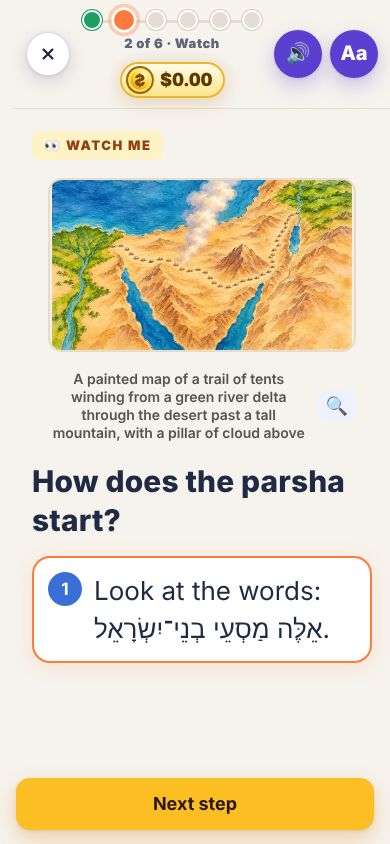 2 of 6 · Watch
$0.00
Aa
👀 WATCH ME
A painted map of a trail of tents
winding from a green river delta
through the desert past a tall
mountain, with a pillar of cloud above
How does the parsha
start?
1
Look at the words:
אֵלֶּה מַסְעֵי בְנֵי־יִשְׂרָאֵל.
Next step